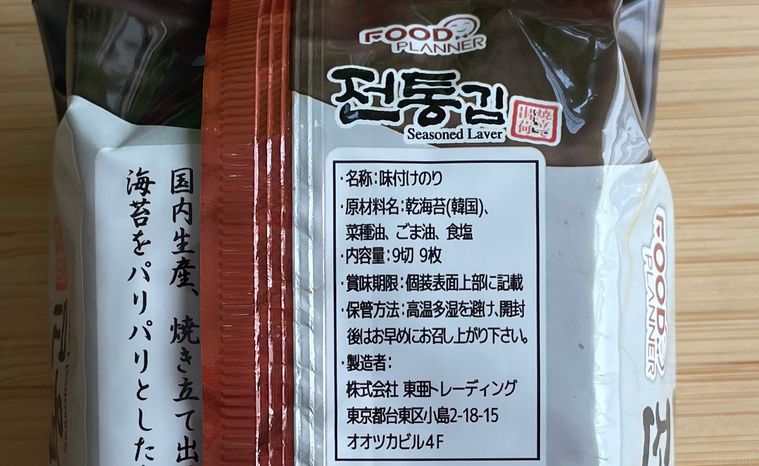 FOOD
PLANNER
전통김
Seasoned Laver
・名称：味付けのり
・原材料名：乾海苔(韓国)、
菜種油、ごま油、食塩
・内容量：9切 9枚
・賞味期限：個装表面上部に記載
・保管方法：高温多湿を避け、開封
後はお早めにお召し上がり下さい。
・製造者：
株式会社 東亜トレーディング
東京都台東区小島2-18-15
オオツカビル4F
国内生産、焼き立て出
海苔をパリパリとした
FOOD
PLANNER